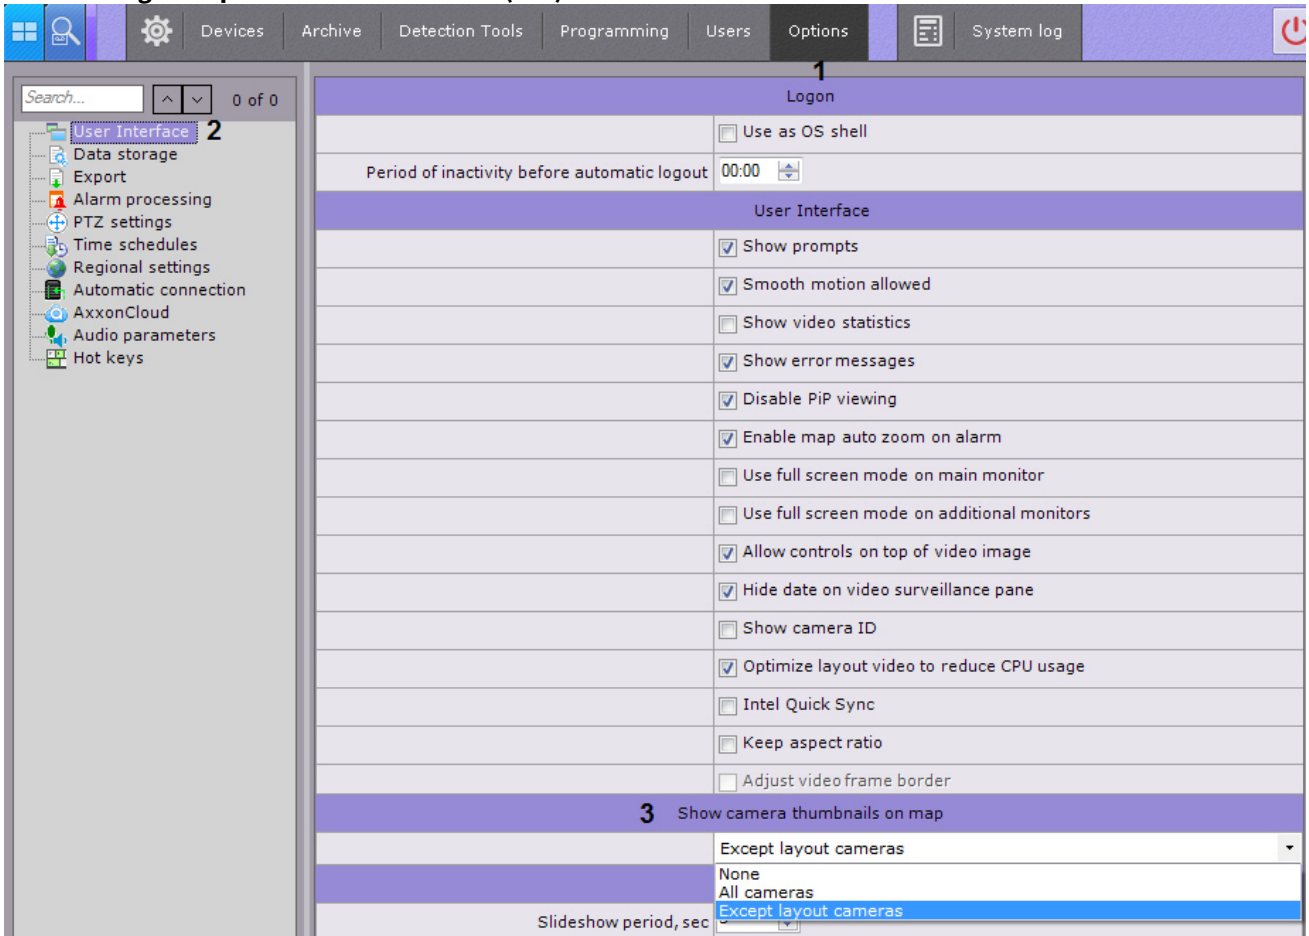 Devices Archive Detection Tools Programming Users Options System log
1
Search... 0 of 0
User Interface 2
Data storage
Export
Alarm processing
PTZ settings
Time schedules
Regional settings
Automatic connection
AxxonCloud
Audio parameters
Hot keys
Logon
Use as OS shell
Period of inactivity before automatic logout 00:00
User Interface
Show prompts
Smooth motion allowed
Show video statistics
Show error messages
Disable PiP viewing
Enable map auto zoom on alarm
Use full screen mode on main monitor
Use full screen mode on additional monitors
Allow controls on top of video image
Hide date on video surveillance pane
Show camera ID
Optimize layout video to reduce CPU usage
Intel Quick Sync
Keep aspect ratio
Adjust video frame border
3 Show camera thumbnails on map
Except layout cameras
None
All cameras
Except layout cameras
Slideshow period, sec